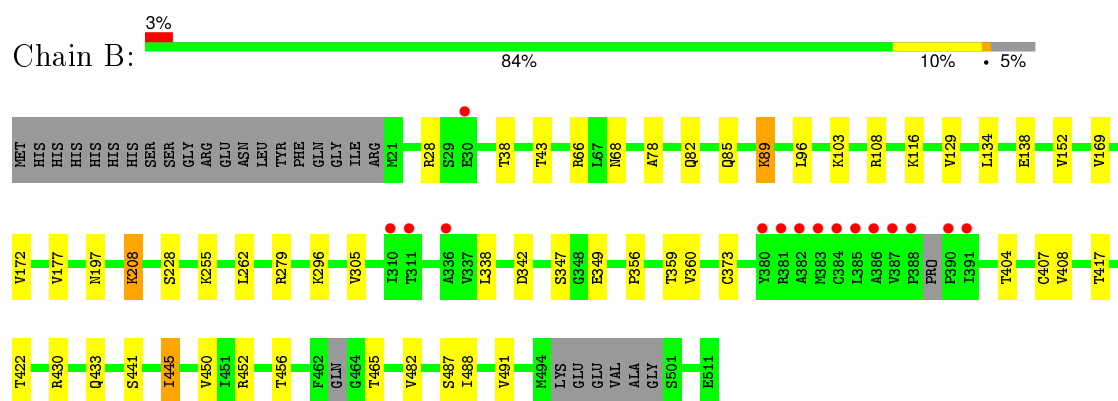 3%
Chain B:
84% 10% • 5%
MET HIS HIS HIS HIS HIS HIS SER SER GLY ARG GLU ASN LEU TYR PHE GLN GLY ILE ARG M21 R28 S29 E30 T38 T43 R66 L67 N68 A78 Q82 Q85 K89 L96 K103 R108 K116 V129 L134 E138 V152 V169
V172 V177 N197 K208 S228 K255 L262 R279 K296 V305 I310 T311 A336 V337 L338 D342 S347 G348 E349 P356 T359 V360 C373 Y380 R381 A382 M383 C384 L385 A386 V387 P388 PRO P390 I391 T404 C407 V408 T417
T422 R430 Q433 S441 I445 V450 I451 R452 T456 F462 GLN G464 T465 V482 S487 I488 V491 M494 LYS GLU GLU VAL ALA GLY S501 E511